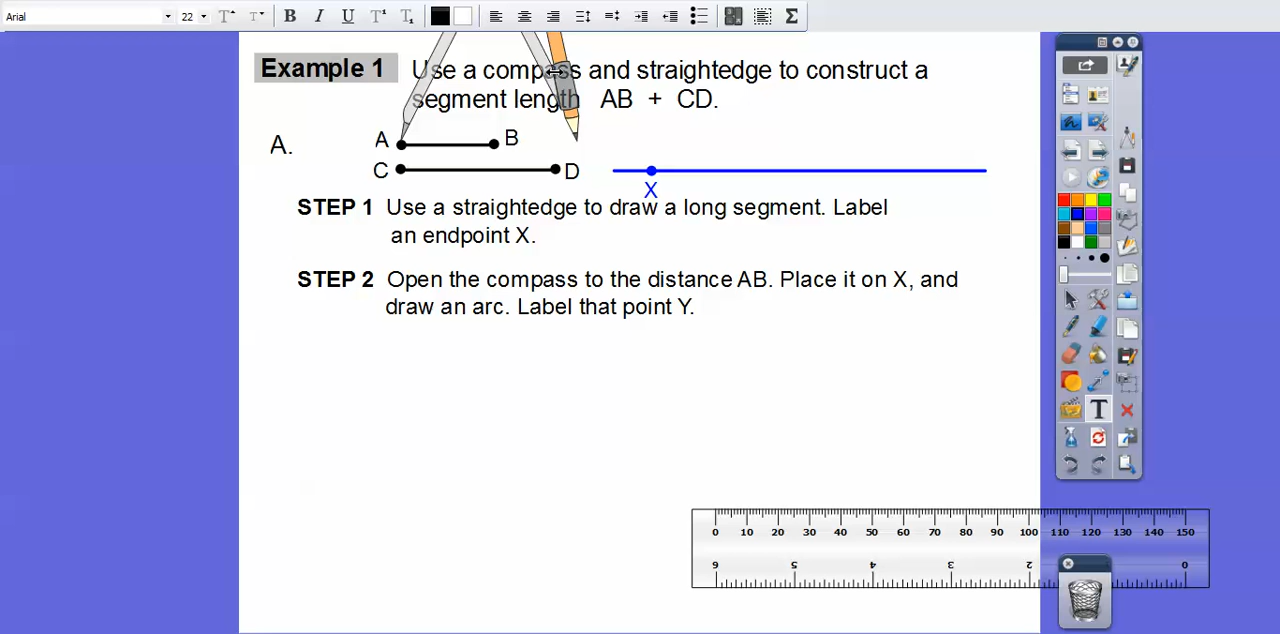 Arial 22 B I U T T
Example 1 Use a compass and straightedge to construct a
segment length AB + CD.
A. A B
C D
X
STEP 1 Use a straightedge to draw a long segment. Label
an endpoint X.
STEP 2 Open the compass to the distance AB. Place it on X, and
draw an arc. Label that point Y.
T
0 10 20 30 40 50 60 70 80 90 100 110 120 130 140 150
6 5 4 3 2 0